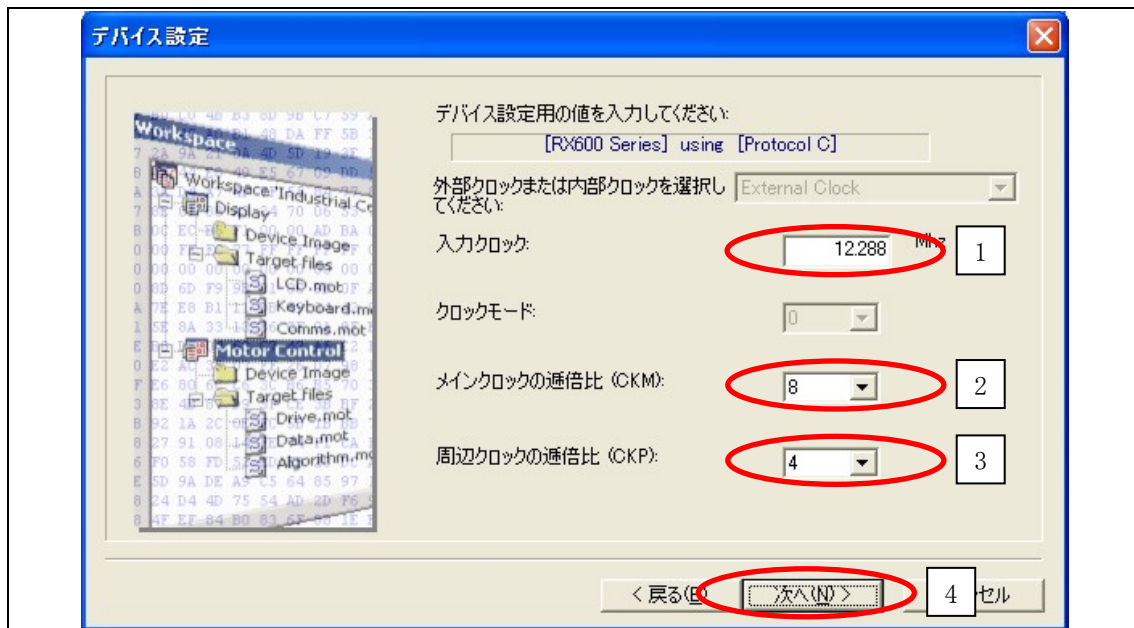 デバイス設定
デバイス設定用の値を入力してください:
[RX600 Series] using [Protocol C]
外部クロックまたは内部クロックを選択し
てください:
External Clock
入力クロック:
12.288
1
クロックモード:
0
メインクロックの逓倍比 (CKM):
8
2
周辺クロックの逓倍比 (CKP):
4
3
Workspace
Workspace 'Industrial Ce
Display
Device Image
Target files
LCD.mot
Keyboard.m
Comms.mot
Motor Control
Device Image
Target files
Drive.mot
Data.mot
Algorithm.mo
< 戻る(B)
次へ(N) >
4
セル